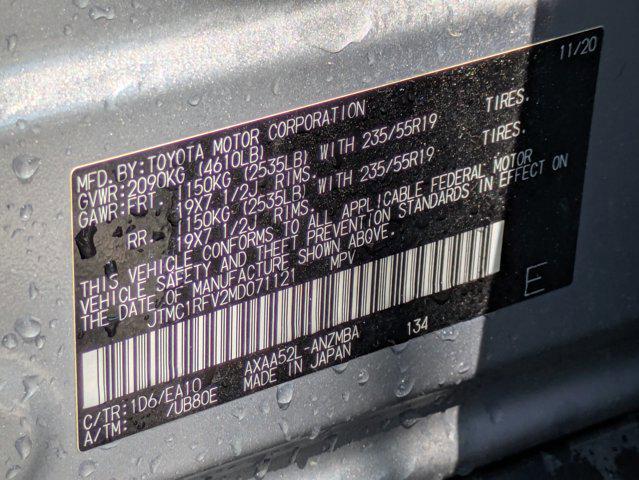 11/20
MFD. BY: TOYOTA MOTOR CORPORATION
GVWR: 2090KG (4610LB)
GAWR: FRT. 1150KG (2535LB) WITH 235/55R19 TIRES.
19X7 1/2J RIMS.
RR. 1150KG (2535LB) WITH 235/55R19 TIRES.
19X7 1/2J RIMS.
THIS VEHICLE CONFORMS TO ALL APPLICABLE FEDERAL MOTOR
VEHICLE SAFETY AND THEFT PREVENTION STANDARDS IN EFFECT ON
THE DATE OF MANUFACTURE SHOWN ABOVE.
JTMC1RFV2MD071121 MPV
E
C/TR: 1D6/EA10 AXAA52L-ANZMBA 134
A/TM: /UB80E MADE IN JAPAN